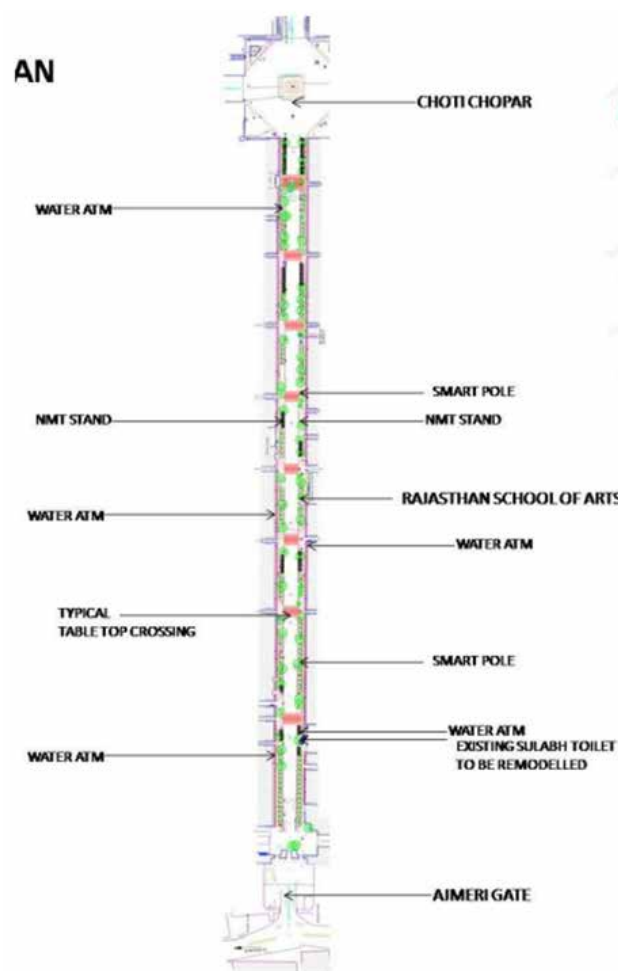 AN
CHOTI CHOPAR
WATER ATM
SMART POLE
NMT STAND
NMT STAND
RAJASTHAN SCHOOL OF ARTS
WATER ATM
WATER ATM
TYPICAL
TABLE TOP CROSSING
SMART POLE
WATER ATM
EXISTING SULABH TOILET
WATER ATM
TO BE REMODELLED
AJMERI GATE